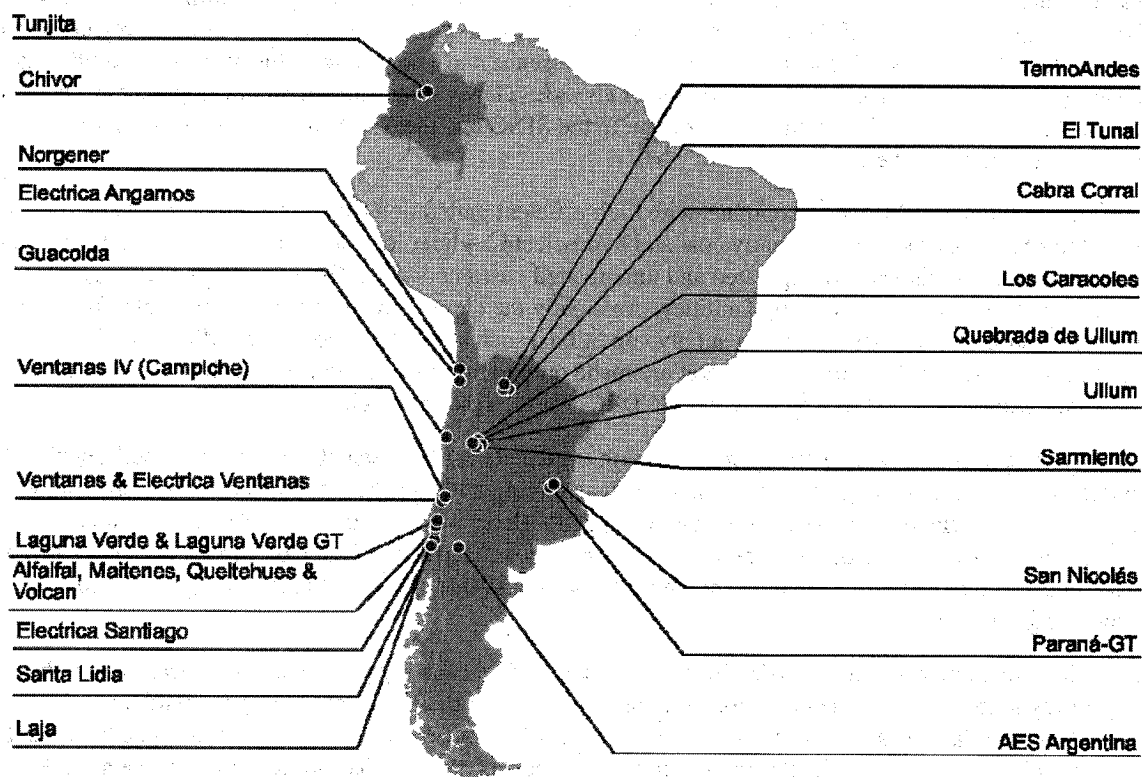 Tunjita
Chivor
Norgener
Electrica Angamos
Guacolda
Ventanas IV (Campiche)
Ventanas & Electrica Ventanas
Laguna Verde & Laguna Verde GT
Alfalfal, Maitenes, Queltehues &
Volcan
Electrica Santiago
Santa Lidia
Laja
TermoAndes
El Tunal
Cabra Corral
Los Caracoles
Quebrada de Ullum
Ullum
Sarmiento
San Nicolás
Paraná-GT
AES Argentina